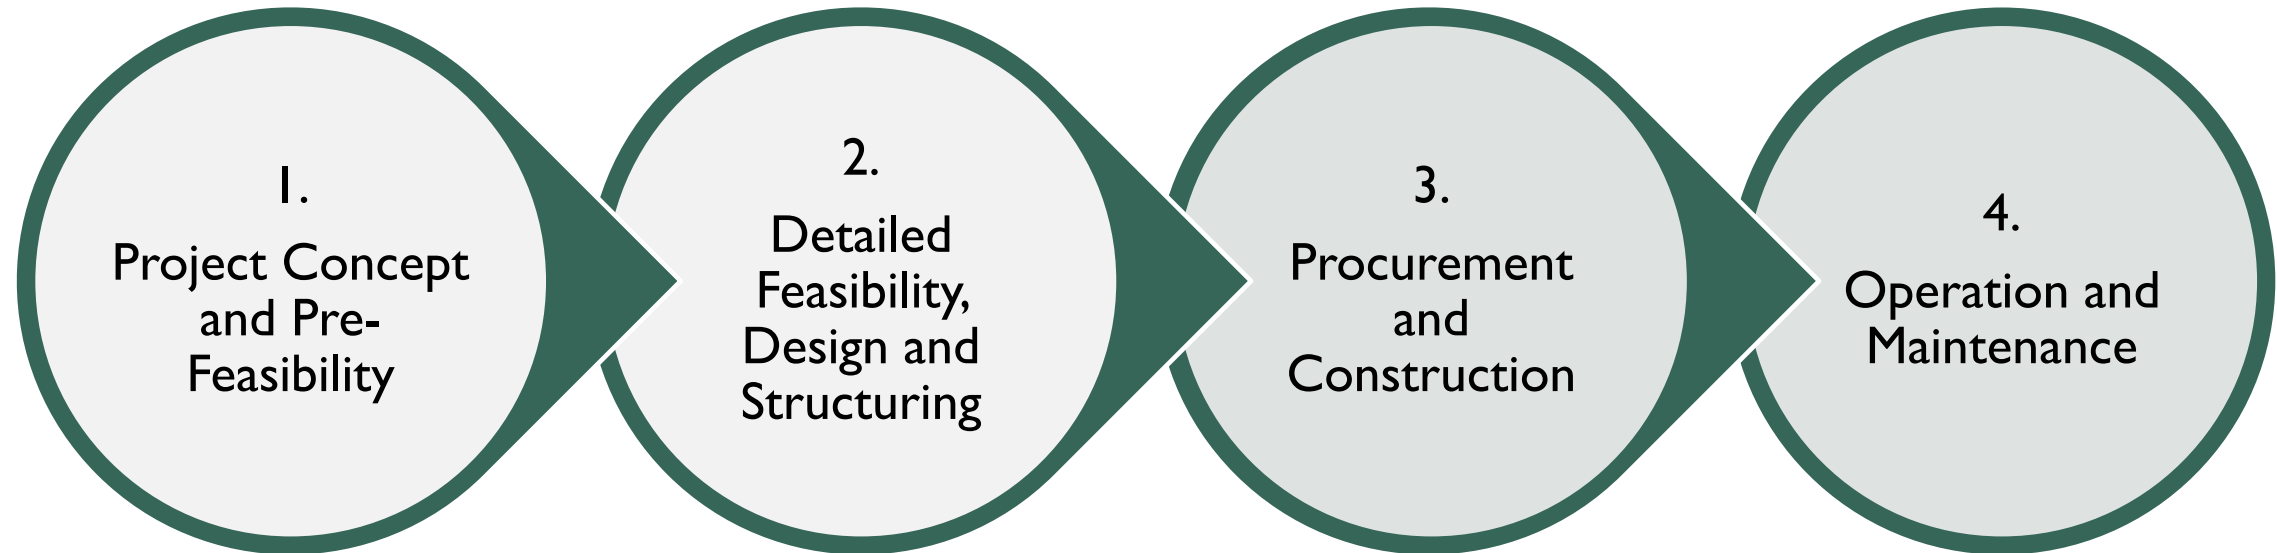 1.
Project Concept
and Pre-
Feasibility
2.
Detailed
Feasibility,
Design and
Structuring
3.
Procurement
and
Construction
4.
Operation and
Maintenance